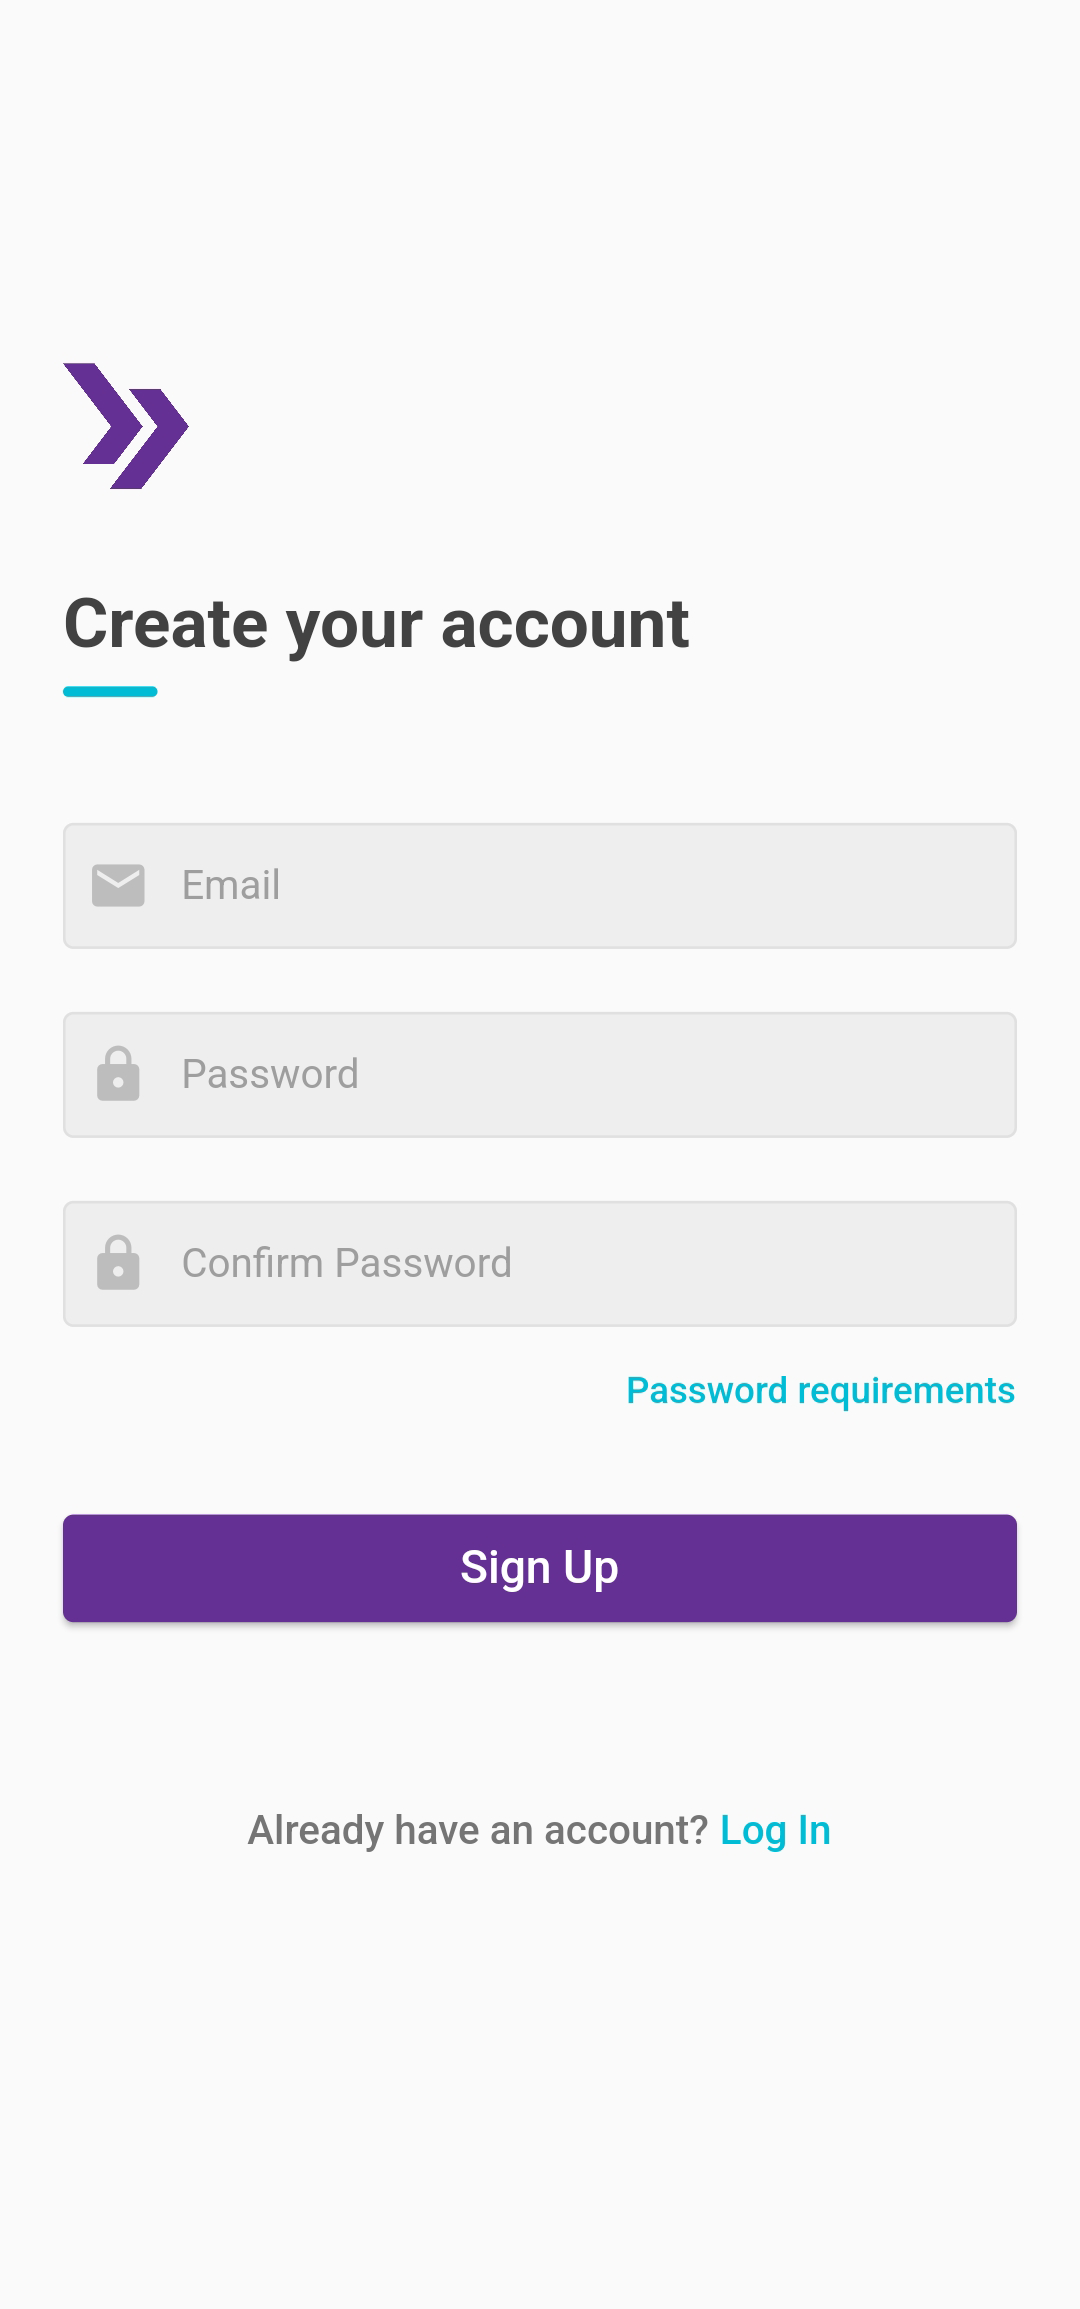 Create your account
Email
Password
Confirm Password
Password requirements
Sign Up
Already have an account? Log In